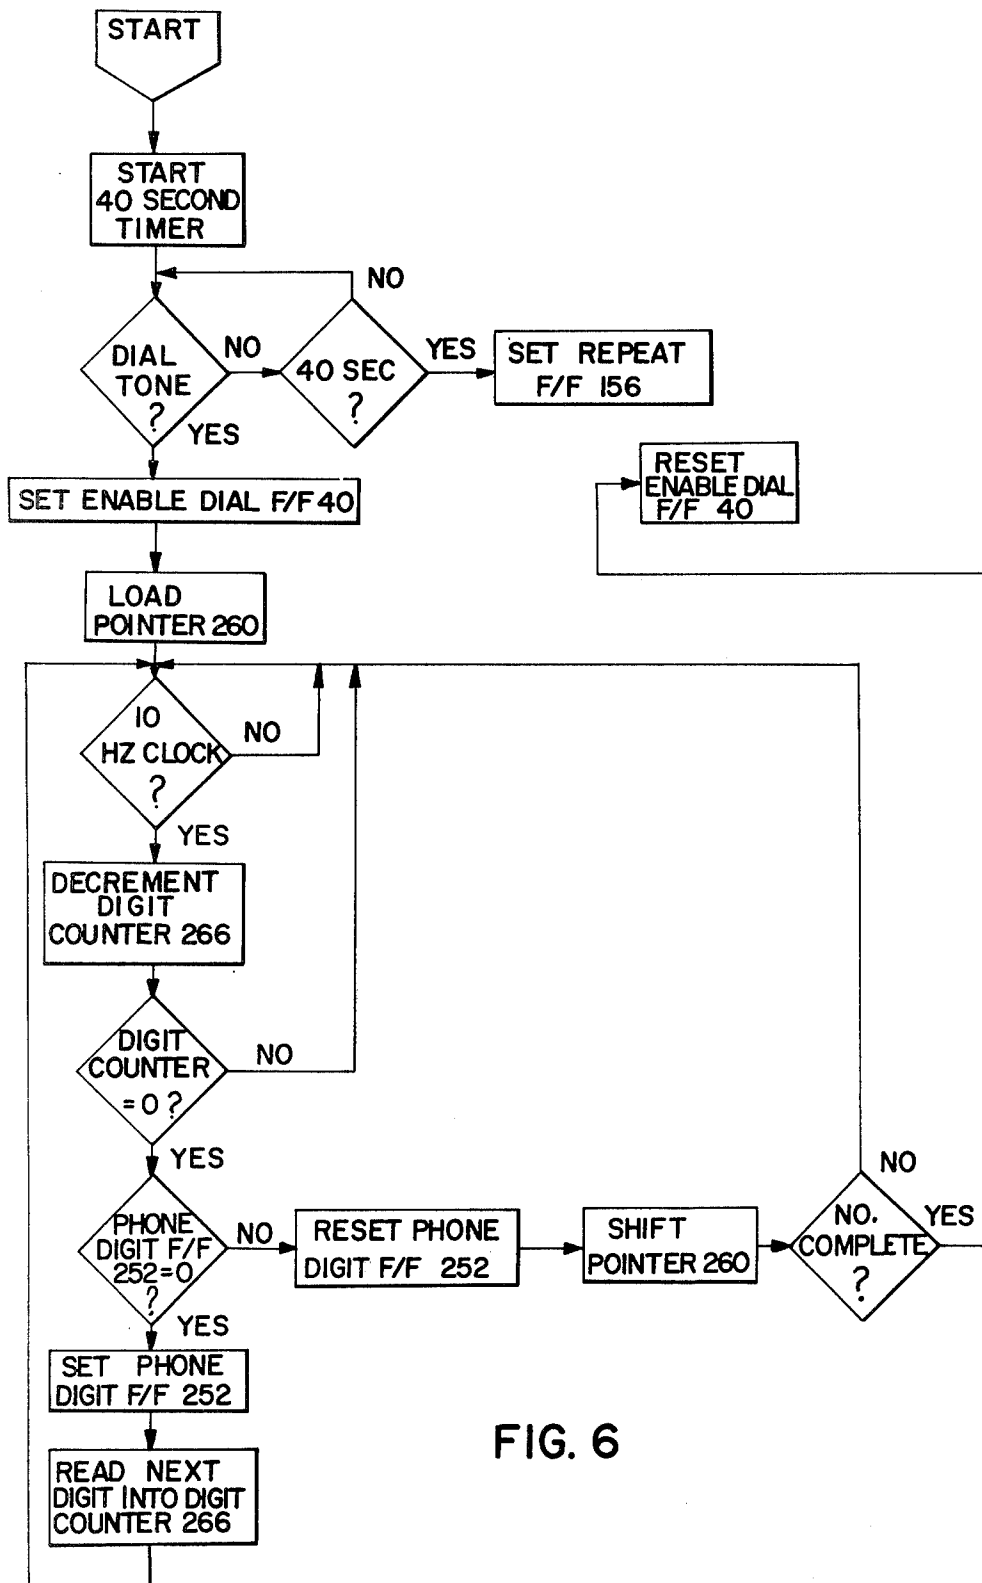 START
START
40 SECOND
TIMER
NO
DIAL
TONE
?
NO
40 SEC
?
YES
SET REPEAT
F/F 156
YES
SET ENABLE DIAL F/F 40
RESET
ENABLE DIAL
F/F 40
LOAD
POINTER 260
10
HZ CLOCK
?
NO
YES
DECREMENT
DIGIT
COUNTER 266
DIGIT
COUNTER
=0 ?
NO
YES
PHONE
DIGIT F/F
252=0
?
NO
RESET PHONE
DIGIT F/F 252
SHIFT
POINTER 260
NO.
COMPLETE
?
NO
YES
YES
SET PHONE
DIGIT F/F 252
READ NEXT
DIGIT INTO DIGIT
COUNTER 266
FIG. 6